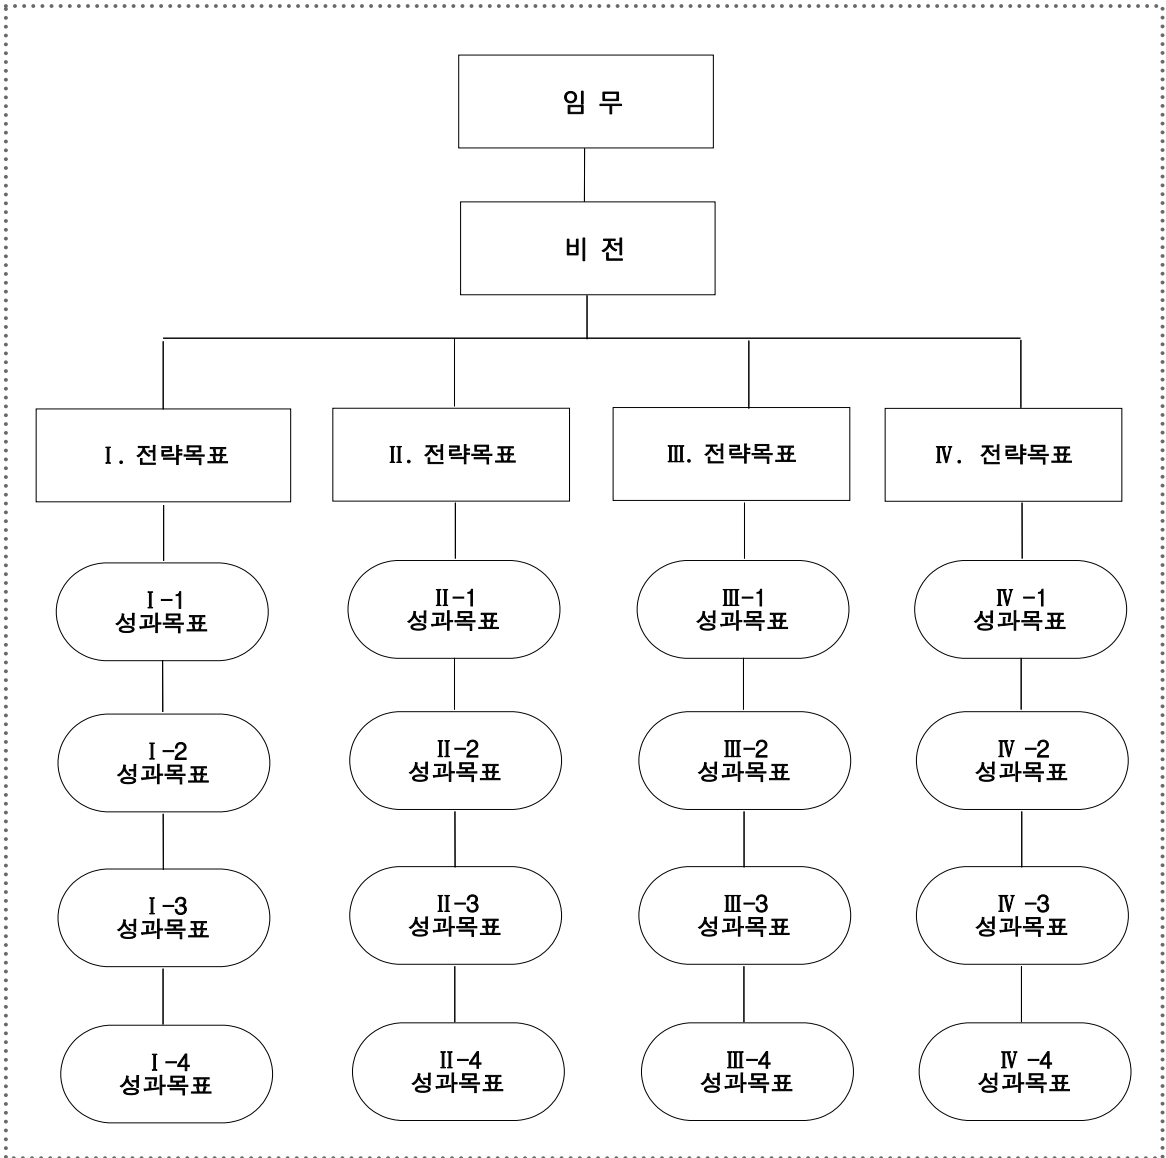 임 무
비 전
Ⅰ. 전략목표
Ⅱ. 전략목표
Ⅲ. 전략목표
Ⅳ. 전략목표
Ⅰ-1
성과목표
Ⅱ-1
성과목표
Ⅲ-1
성과목표
Ⅳ -1
성과목표
Ⅰ-2
성과목표
Ⅱ-2
성과목표
Ⅲ-2
성과목표
Ⅳ -2
성과목표
Ⅰ-3
성과목표
Ⅱ-3
성과목표
Ⅲ-3
성과목표
Ⅳ -3
성과목표
Ⅰ-4
성과목표
Ⅱ-4
성과목표
Ⅲ-4
성과목표
Ⅳ -4
성과목표